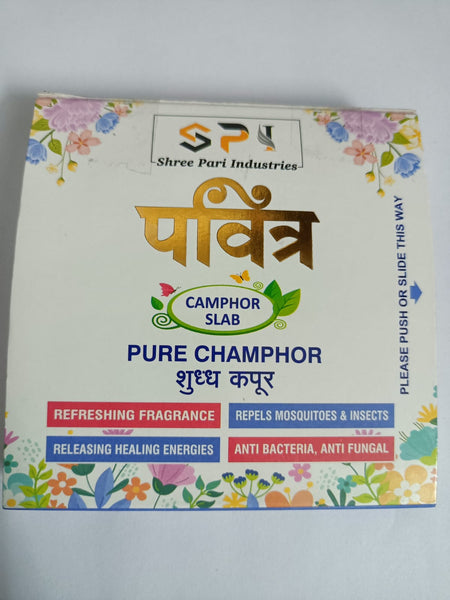 SPI
Shree Pari Industries
पवित्र
CAMPHOR
SLAB
PURE CHAMPHOR
शुध्ध कपूर
REFRESHING FRAGRANCE
REPELS MOSQUITOES & INSECTS
RELEASING HEALING ENERGIES
ANTI BACTERIA, ANTI FUNGAL
PLEASE PUSH OR SLIDE THIS WAY